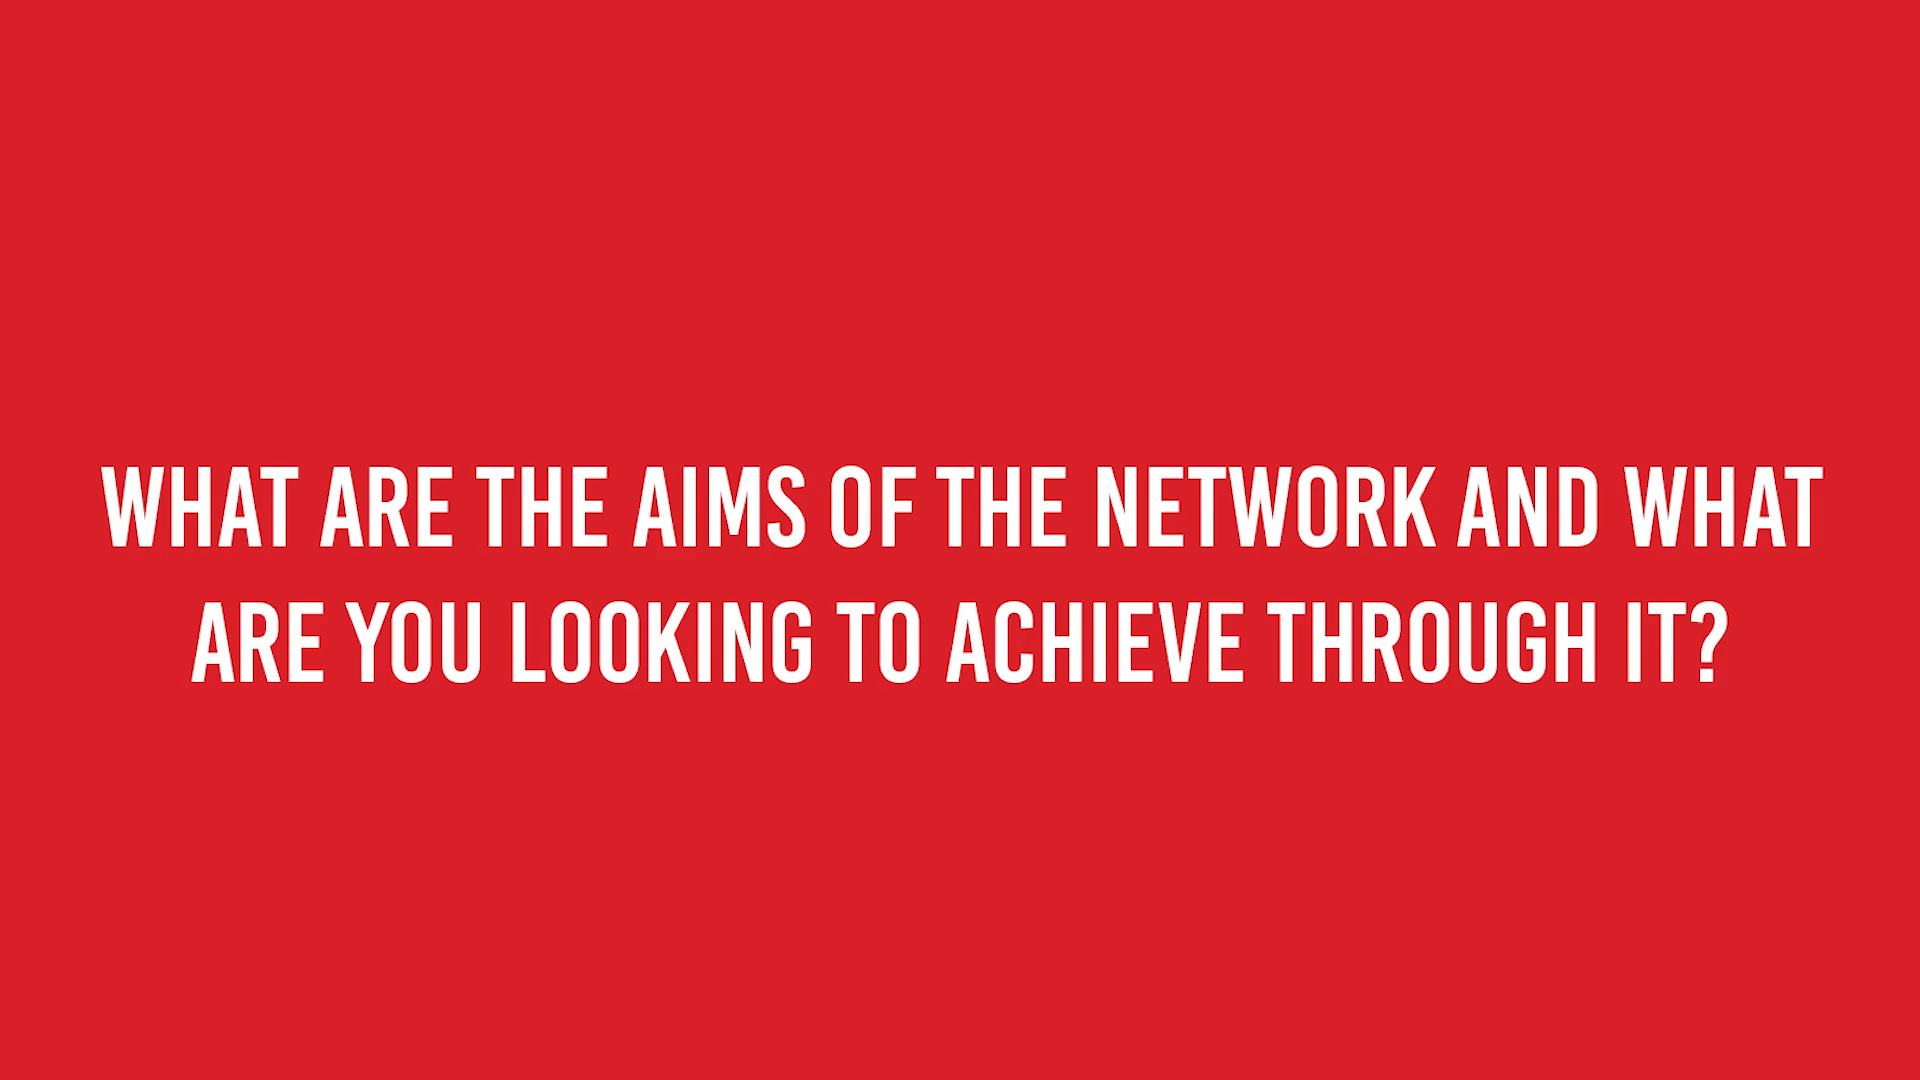 WHAT ARE THE AIMS OF THE NETWORK AND WHAT
ARE YOU LOOKING TO ACHIEVE THROUGH IT?